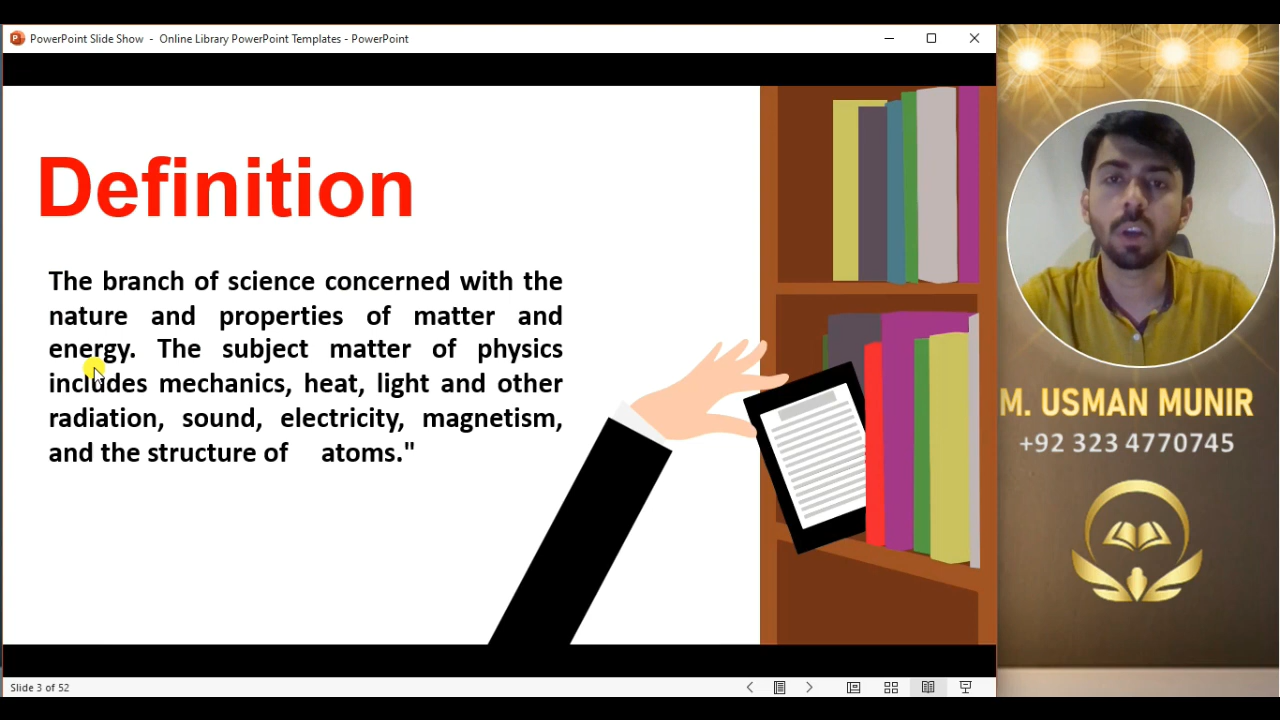 PowerPoint Slide Show - Online Library PowerPoint Templates - PowerPoint
Definition
The branch of science concerned with the
nature and properties of matter and
energy. The subject matter of physics
includes mechanics, heat, light and other
radiation, sound, electricity, magnetism,
and the structure of atoms."
M. USMAN MUNIR
+92 323 4770745
Slide 3 of 52